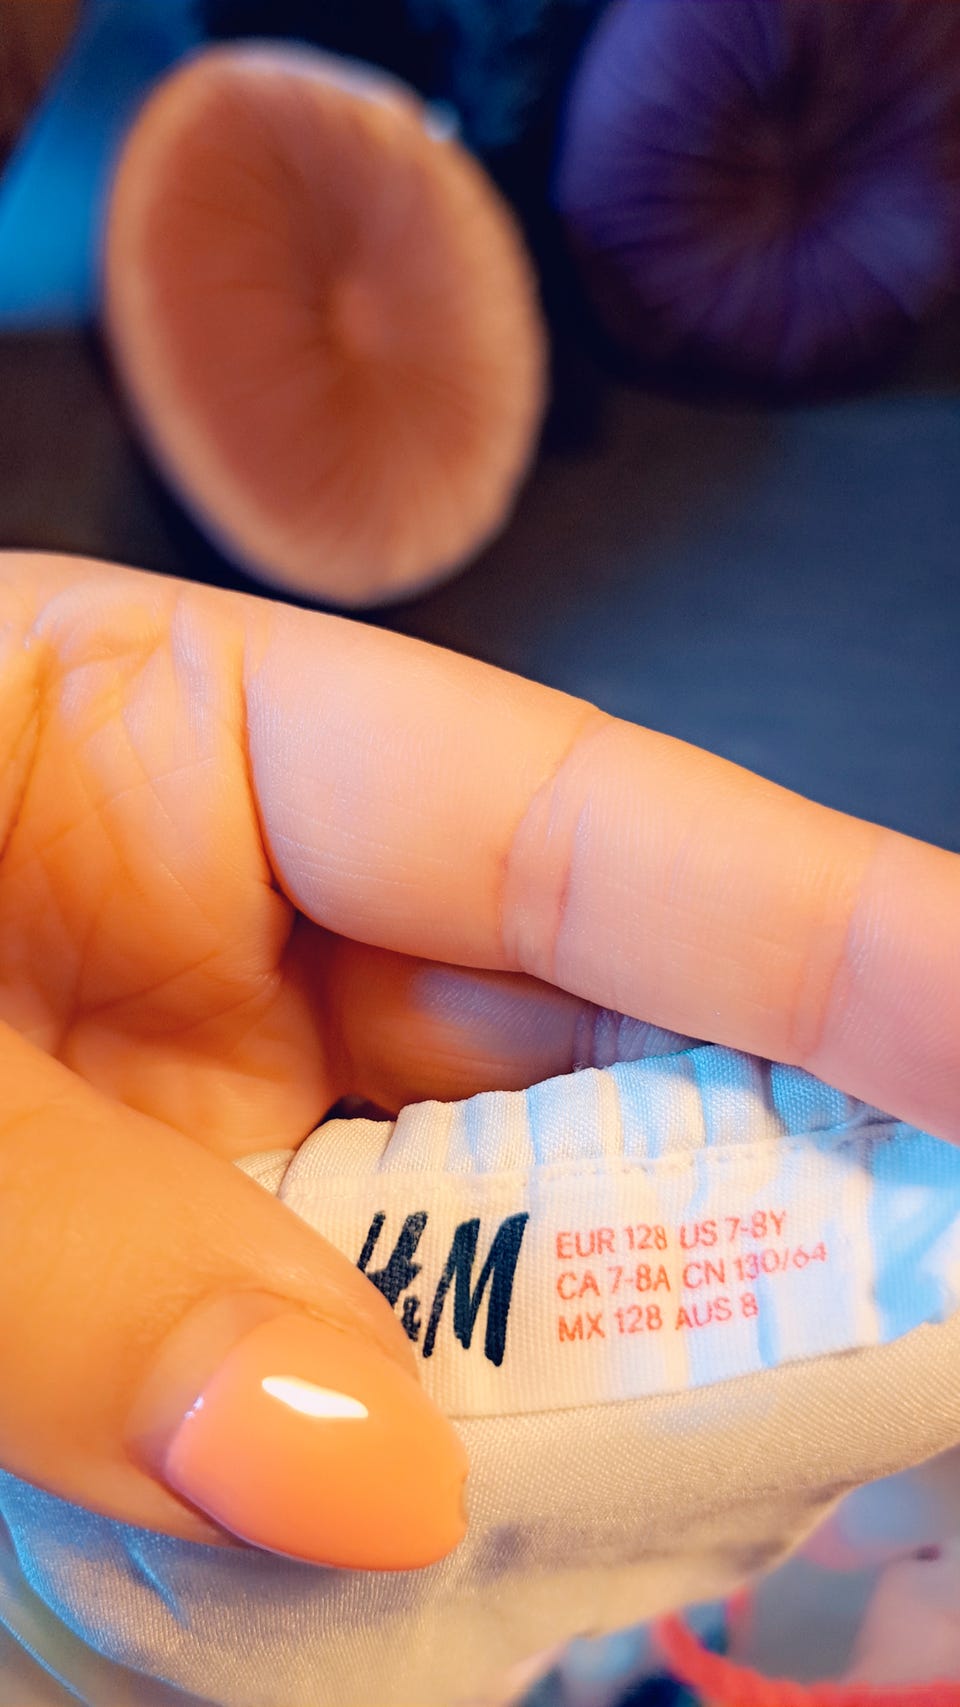 H&M
EUR 128 US 7-8Y
CA 7-8A CN 130/64
MX 128 AUS 8